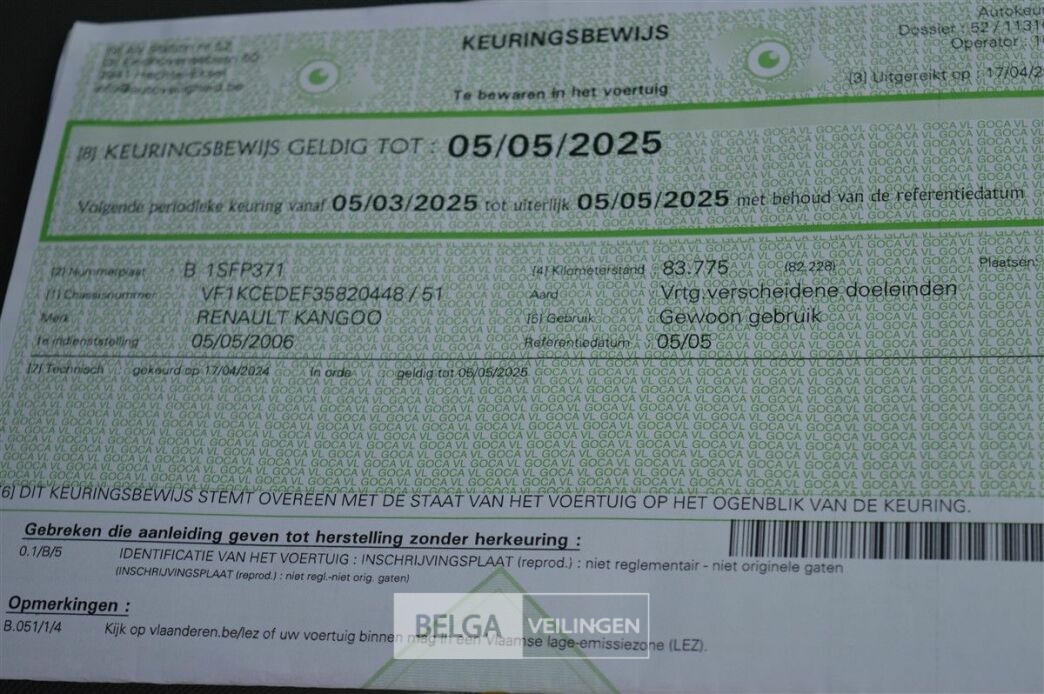 KEURINGSBEWIJS
Te bewaren in het voertuig
Autokeu
Dossier : 52 / 1131
Operator : 1
[3] Uitgereikt op : 17/04/2
info@autoveiligheid.be
[8] KEURINGSBEWIJS GELDIG TOT : 05/05/2025
Volgende periodieke keuring vanaf 05/03/2025 tot uiterlijk 05/05/2025 met behoud van de referentiedatum
[2] Nummerplaat : B 1SFP371
[4] Kilometerstand : 83.775 (82.228)
Plaatsen:
[1] Chassisnummer : VF1KCEDEF35820448 / 51
Aard : Vrtg.verscheidene doeleinden
Merk : RENAULT KANGOO
[5] Gebruik : Gewoon gebruik
1e indienststelling : 05/05/2006
Referentiedatum : 05/05
[7] Technisch : gekeurd op 17/04/2024 In orde geldig tot 05/05/2025
[6] DIT KEURINGSBEWIJS STEMT OVEREEN MET DE STAAT VAN HET VOERTUIG OP HET OGENBLIK VAN DE KEURING.
Gebreken die aanleiding geven tot herstelling zonder herkeuring :
0.1/B/5 IDENTIFICATIE VAN HET VOERTUIG : INSCHRIJVINGSPLAAT (reprod.) : niet reglementair - niet originele gaten
(INSCHRIJVINGSPLAAT (reprod.) : niet regl.-niet orig. gaten)
Opmerkingen :
B.051/1/4 Kijk op vlaanderen.be/lez of uw voertuig binnen mag in een Vlaamse lage-emissiezone (LEZ).
BELGA VEILINGEN